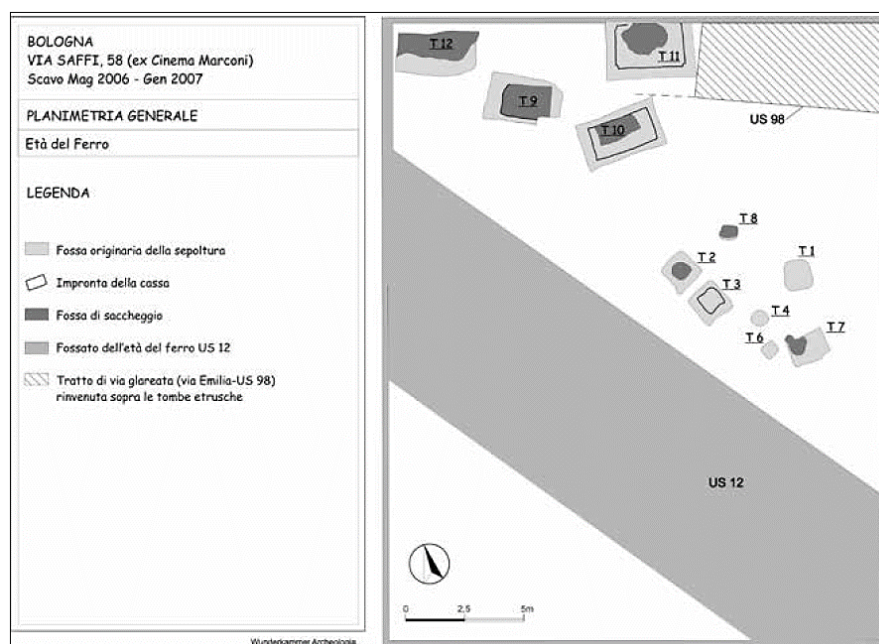 BOLOGNA
VIA SAFFI, 58 (ex Cinema Marconi)
Scavo Mag 2006 - Gen 2007
PLANIMETRIA GENERALE
Età del Ferro
LEGENDA
Fossa originaria della sepoltura
Impronta della cassa
Fossa di saccheggio
Fossato dell'età del ferro US 12
Tratto di via glareata (via Emilia-US 98)
rinvenuta sopra le tombe etrusche
Wunderkammer Archeologia
T 12
T 11
T 9
T 10
US 98
T 8
T 2
T 1
T 3
T 4
T 6
T 7
US 12
0
2,5
5m